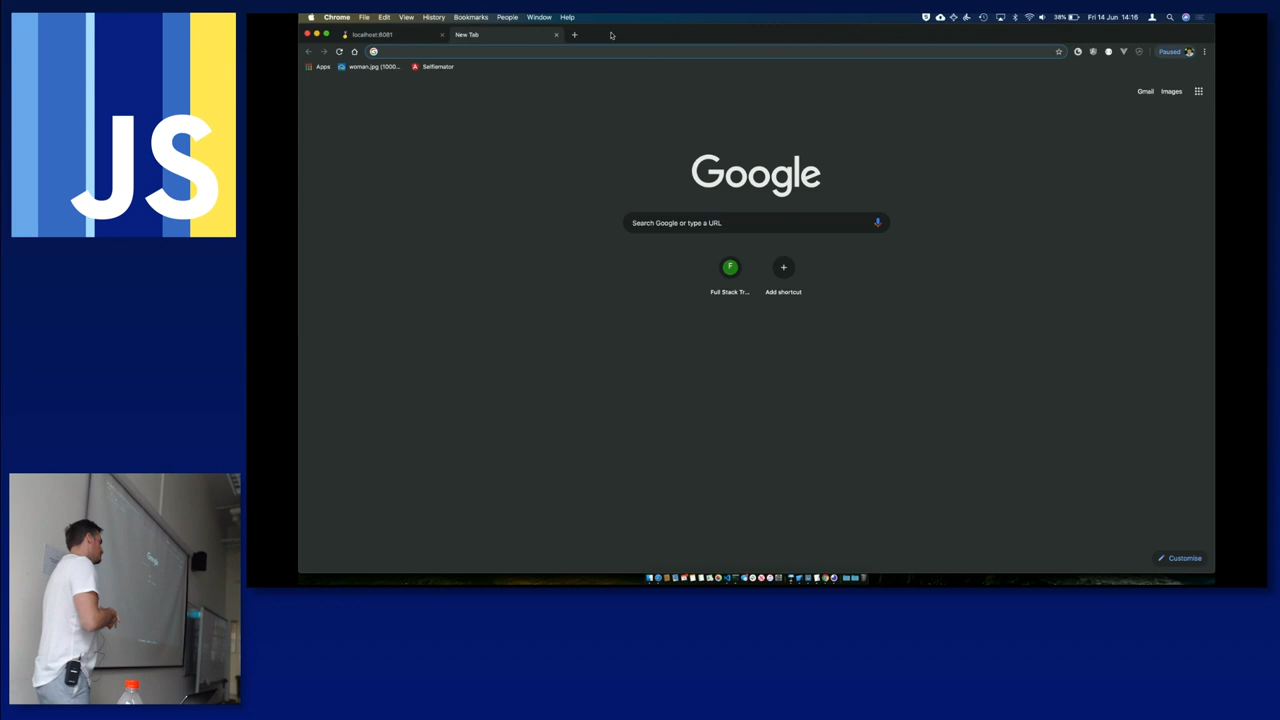 JS
Chrome File Edit View History Bookmarks People Window Help
38% Fri 14 Jun 14:16
localhost:8081
New Tab
Paused
Apps
woman.jpg (1000...
Selfiemator
Gmail Images
Google
Search Google or type a URL
F
Full Stack Tr...
Add shortcut
Customise
Google